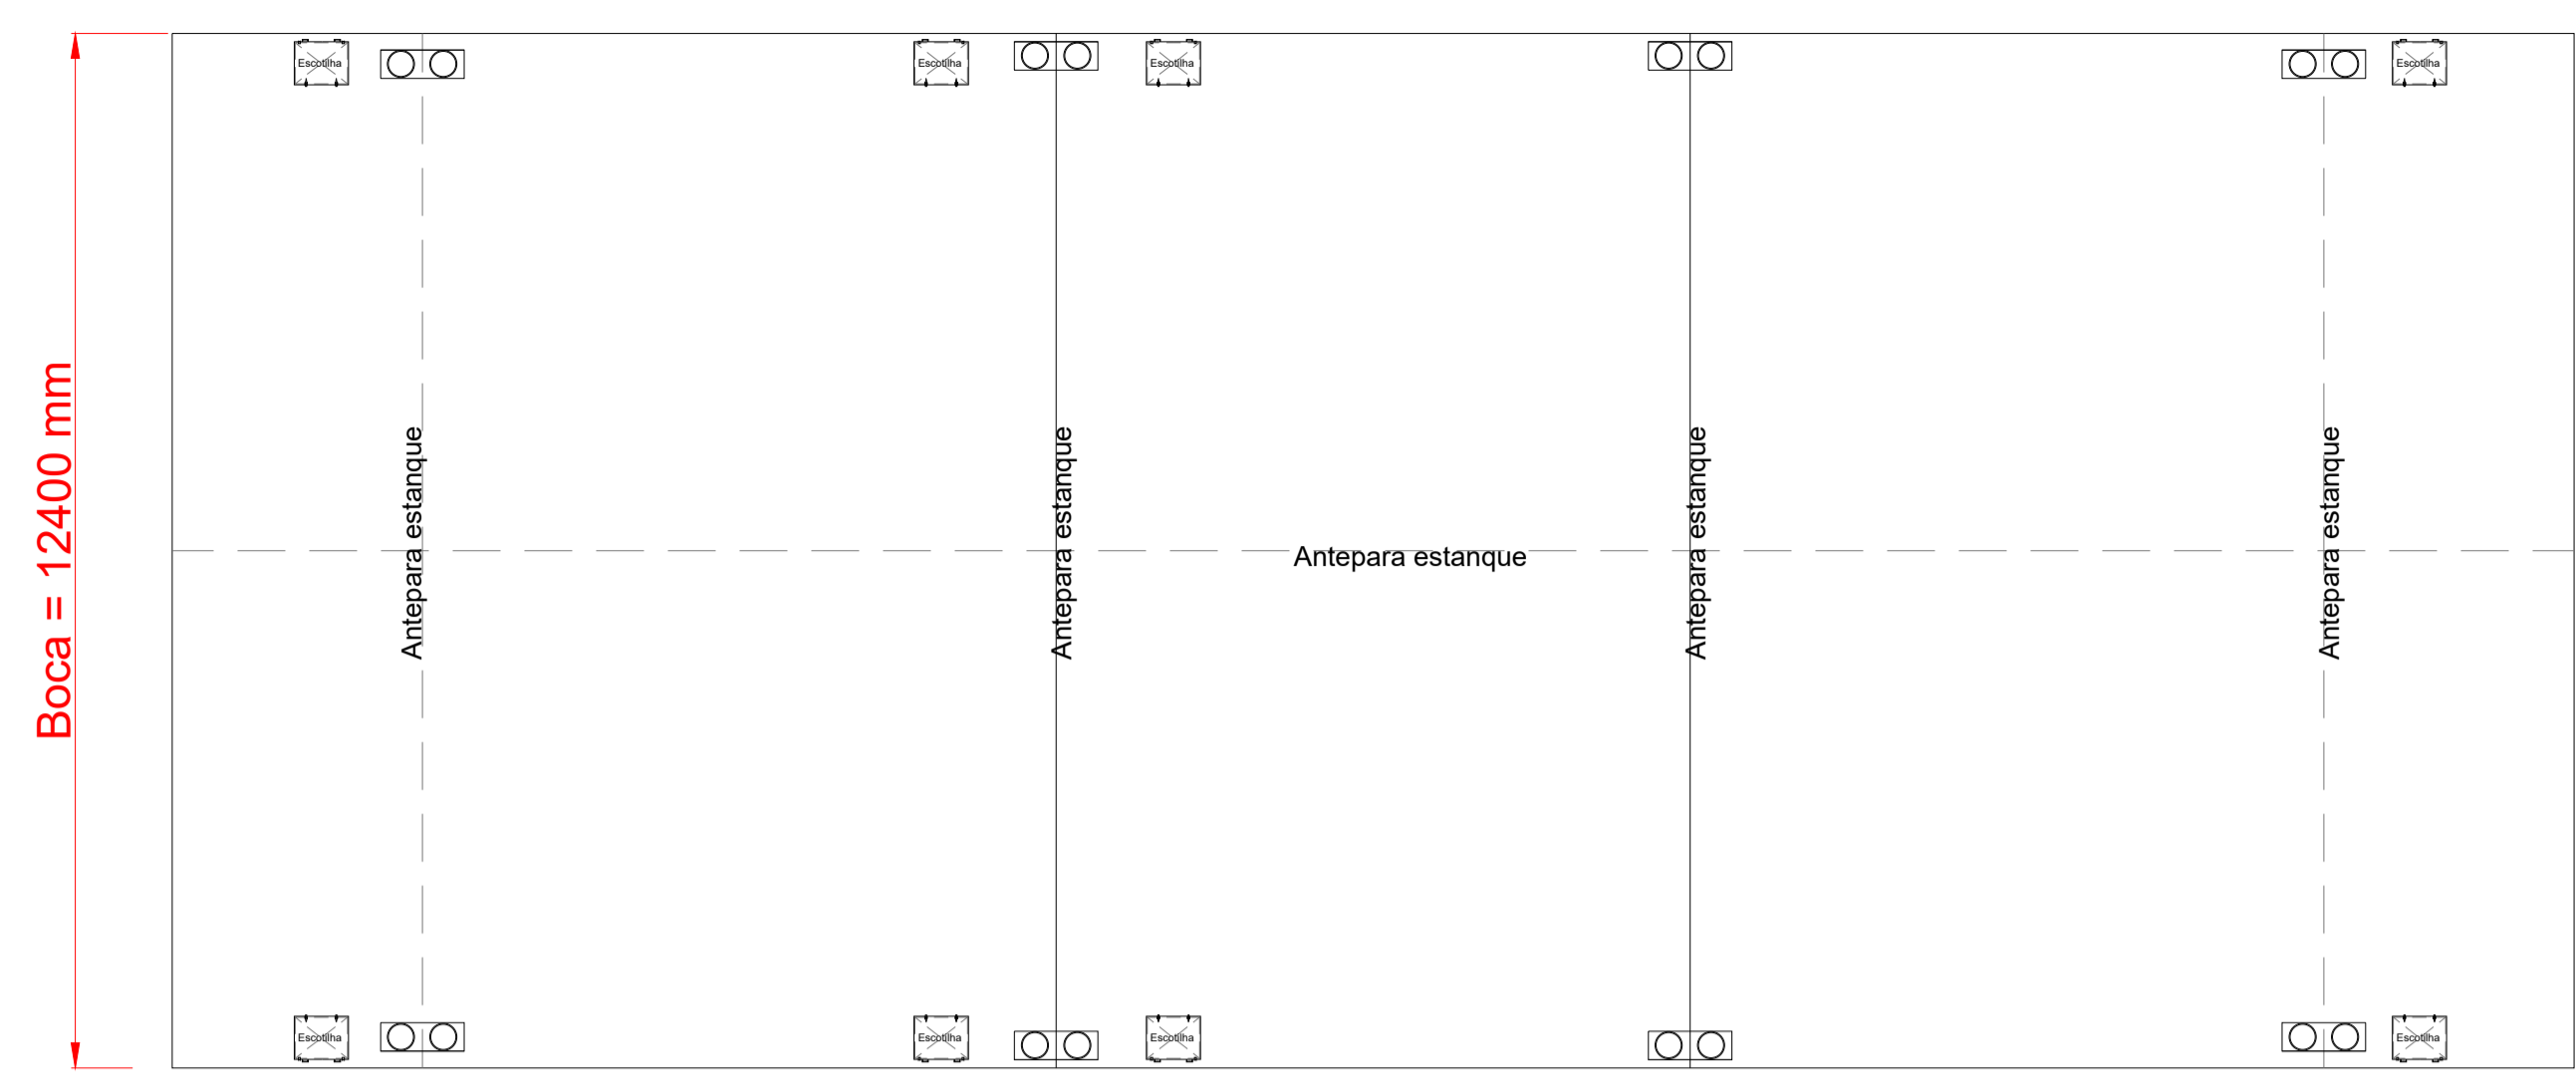 Escotilha
Escotilha
Escotilha
Escotilha
Boca = 12400 mm
Antepara estanque
Antepara estanque
Antepara estanque
Antepara estanque
Antepara estanque
Escotilha
Escotilha
Escotilha
Escotilha